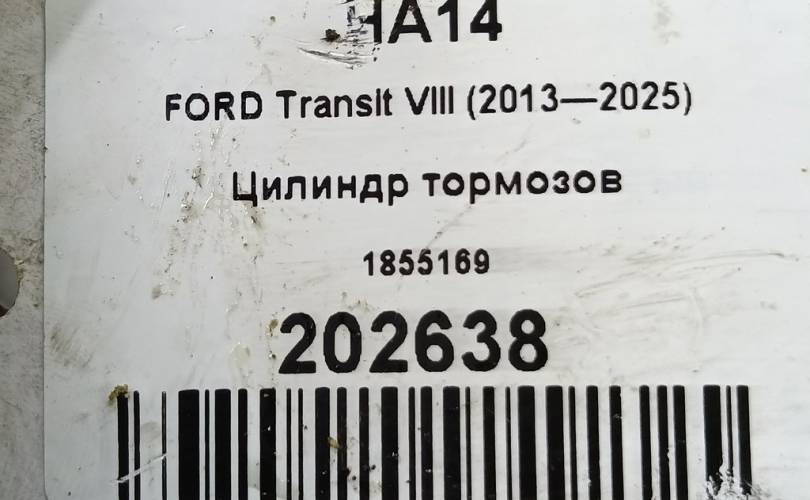 HA14
FORD Transit VIII (2013—2025)
Цилиндр тормозов
1855169
202638